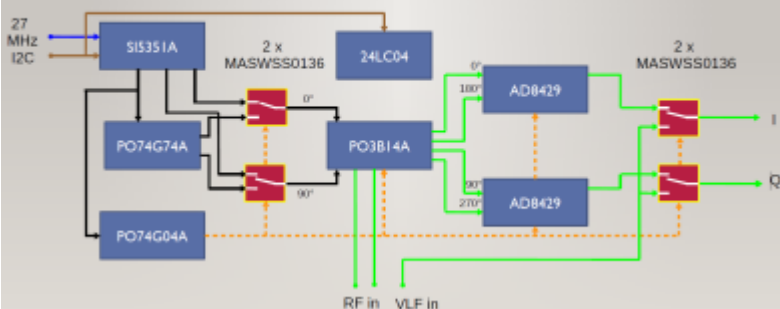 27
MHz
I2C
SI5351A
2 x
MASWSS0136
24LC04
2 x
MASWSS0136
0°
0°
180°
AD8429
I
PO74G74A
PO3B14A
90°
90°
270°
AD8429
Q
PO74G04A
RF in
VLF in